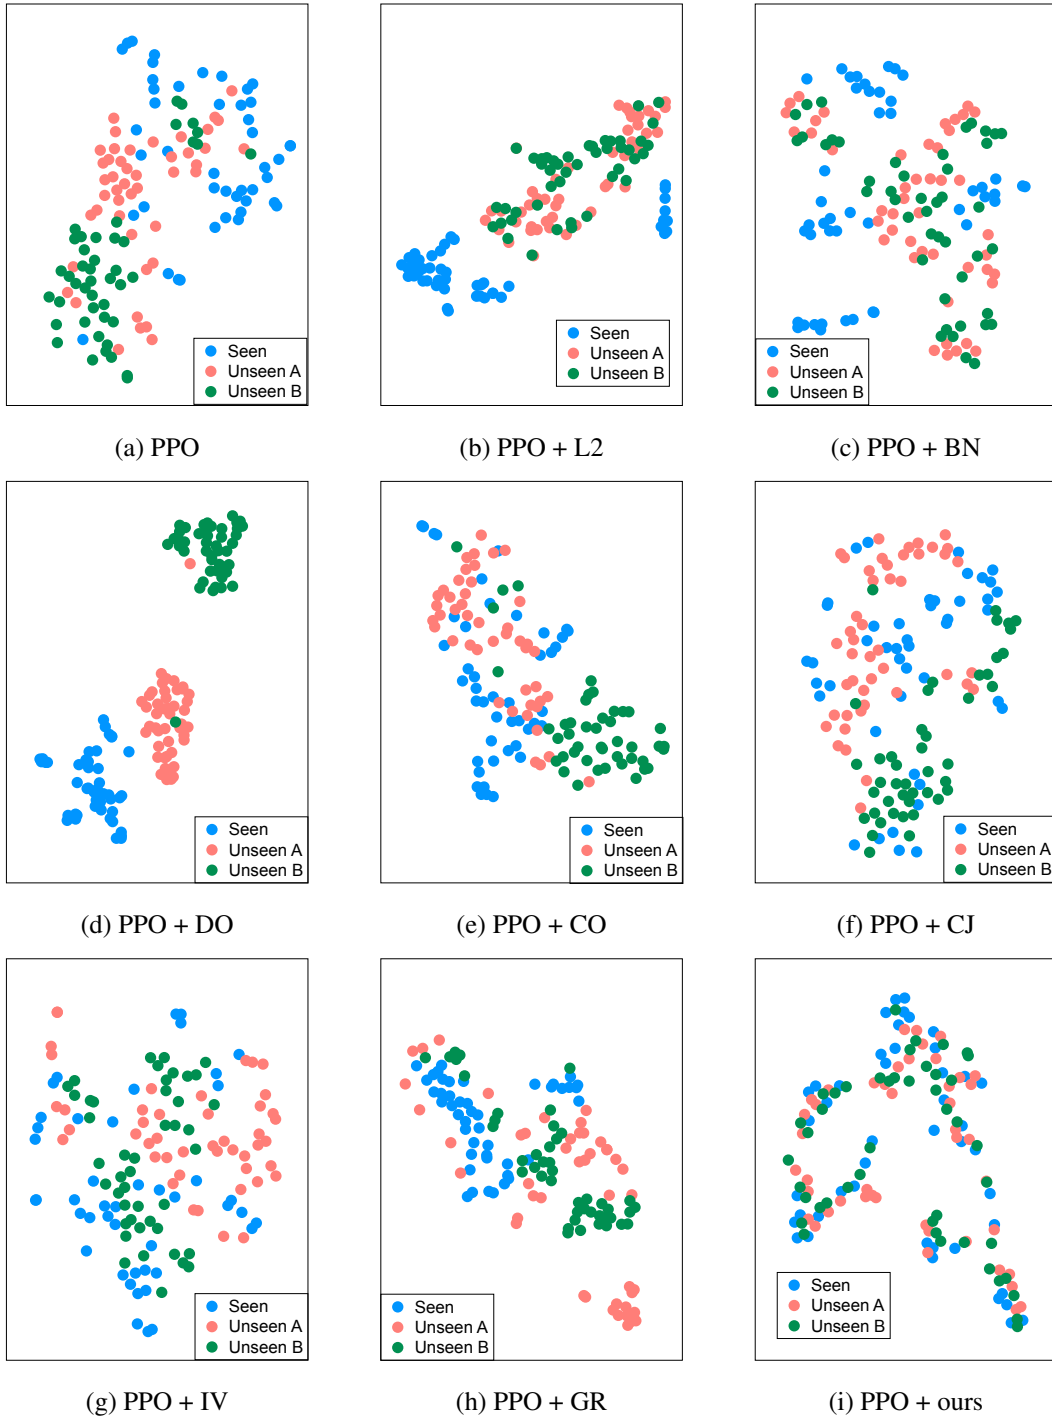 Seen
Unseen A
Unseen B
(a) PPO
Seen
Unseen A
Unseen B
(b) PPO + L2
Seen
Unseen A
Unseen B
(c) PPO + BN
Seen
Unseen A
Unseen B
(d) PPO + DO
Seen
Unseen A
Unseen B
(e) PPO + CO
Seen
Unseen A
Unseen B
(f) PPO + CJ
Seen
Unseen A
Unseen B
(g) PPO + IV
Seen
Unseen A
Unseen B
(h) PPO + GR
Seen
Unseen A
Unseen B
(i) PPO + ours